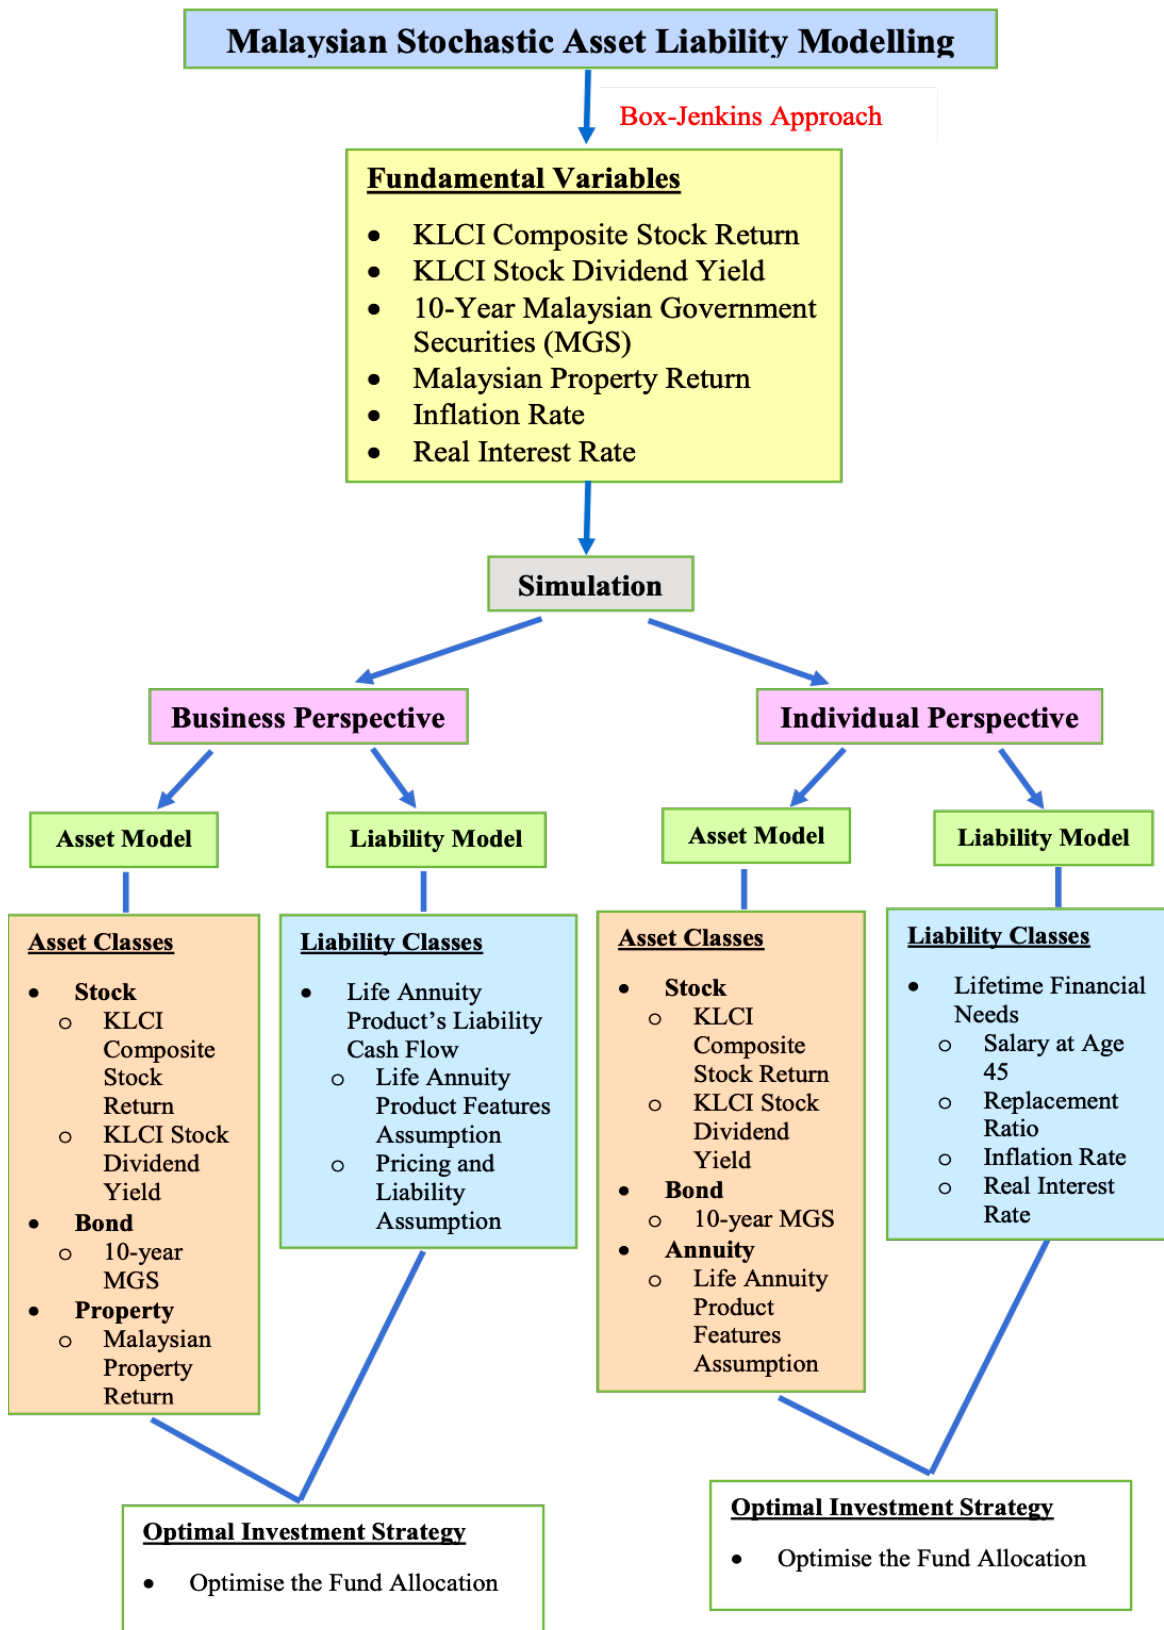 Malaysian Stochastic Asset Liability Modelling
Box-Jenkins Approach
Fundamental Variables
• KLCI Composite Stock Return
• KLCI Stock Dividend Yield
• 10-Year Malaysian Government
Securities (MGS)
• Malaysian Property Return
• Inflation Rate
• Real Interest Rate
Simulation
Business Perspective
Individual Perspective
Asset Model
Liability Model
Asset Model
Liability Model
Asset Classes
• Stock
o KLCI
Composite
Stock
Return
o KLCI Stock
Dividend
Yield
• Bond
o 10-year
MGS
• Property
o Malaysian
Property
Return
Liability Classes
• Life Annuity
Product’s Liability
Cash Flow
o Life Annuity
Product Features
Assumption
o Pricing and
Liability
Assumption
Asset Classes
• Stock
o KLCI
Composite
Stock Return
o KLCI Stock
Dividend
Yield
• Bond
o 10-year MGS
• Annuity
o Life Annuity
Product
Features
Assumption
Liability Classes
• Lifetime Financial
Needs
o Salary at Age
45
o Replacement
Ratio
o Inflation Rate
o Real Interest
Rate
Optimal Investment Strategy
• Optimise the Fund Allocation
Optimal Investment Strategy
• Optimise the Fund Allocation